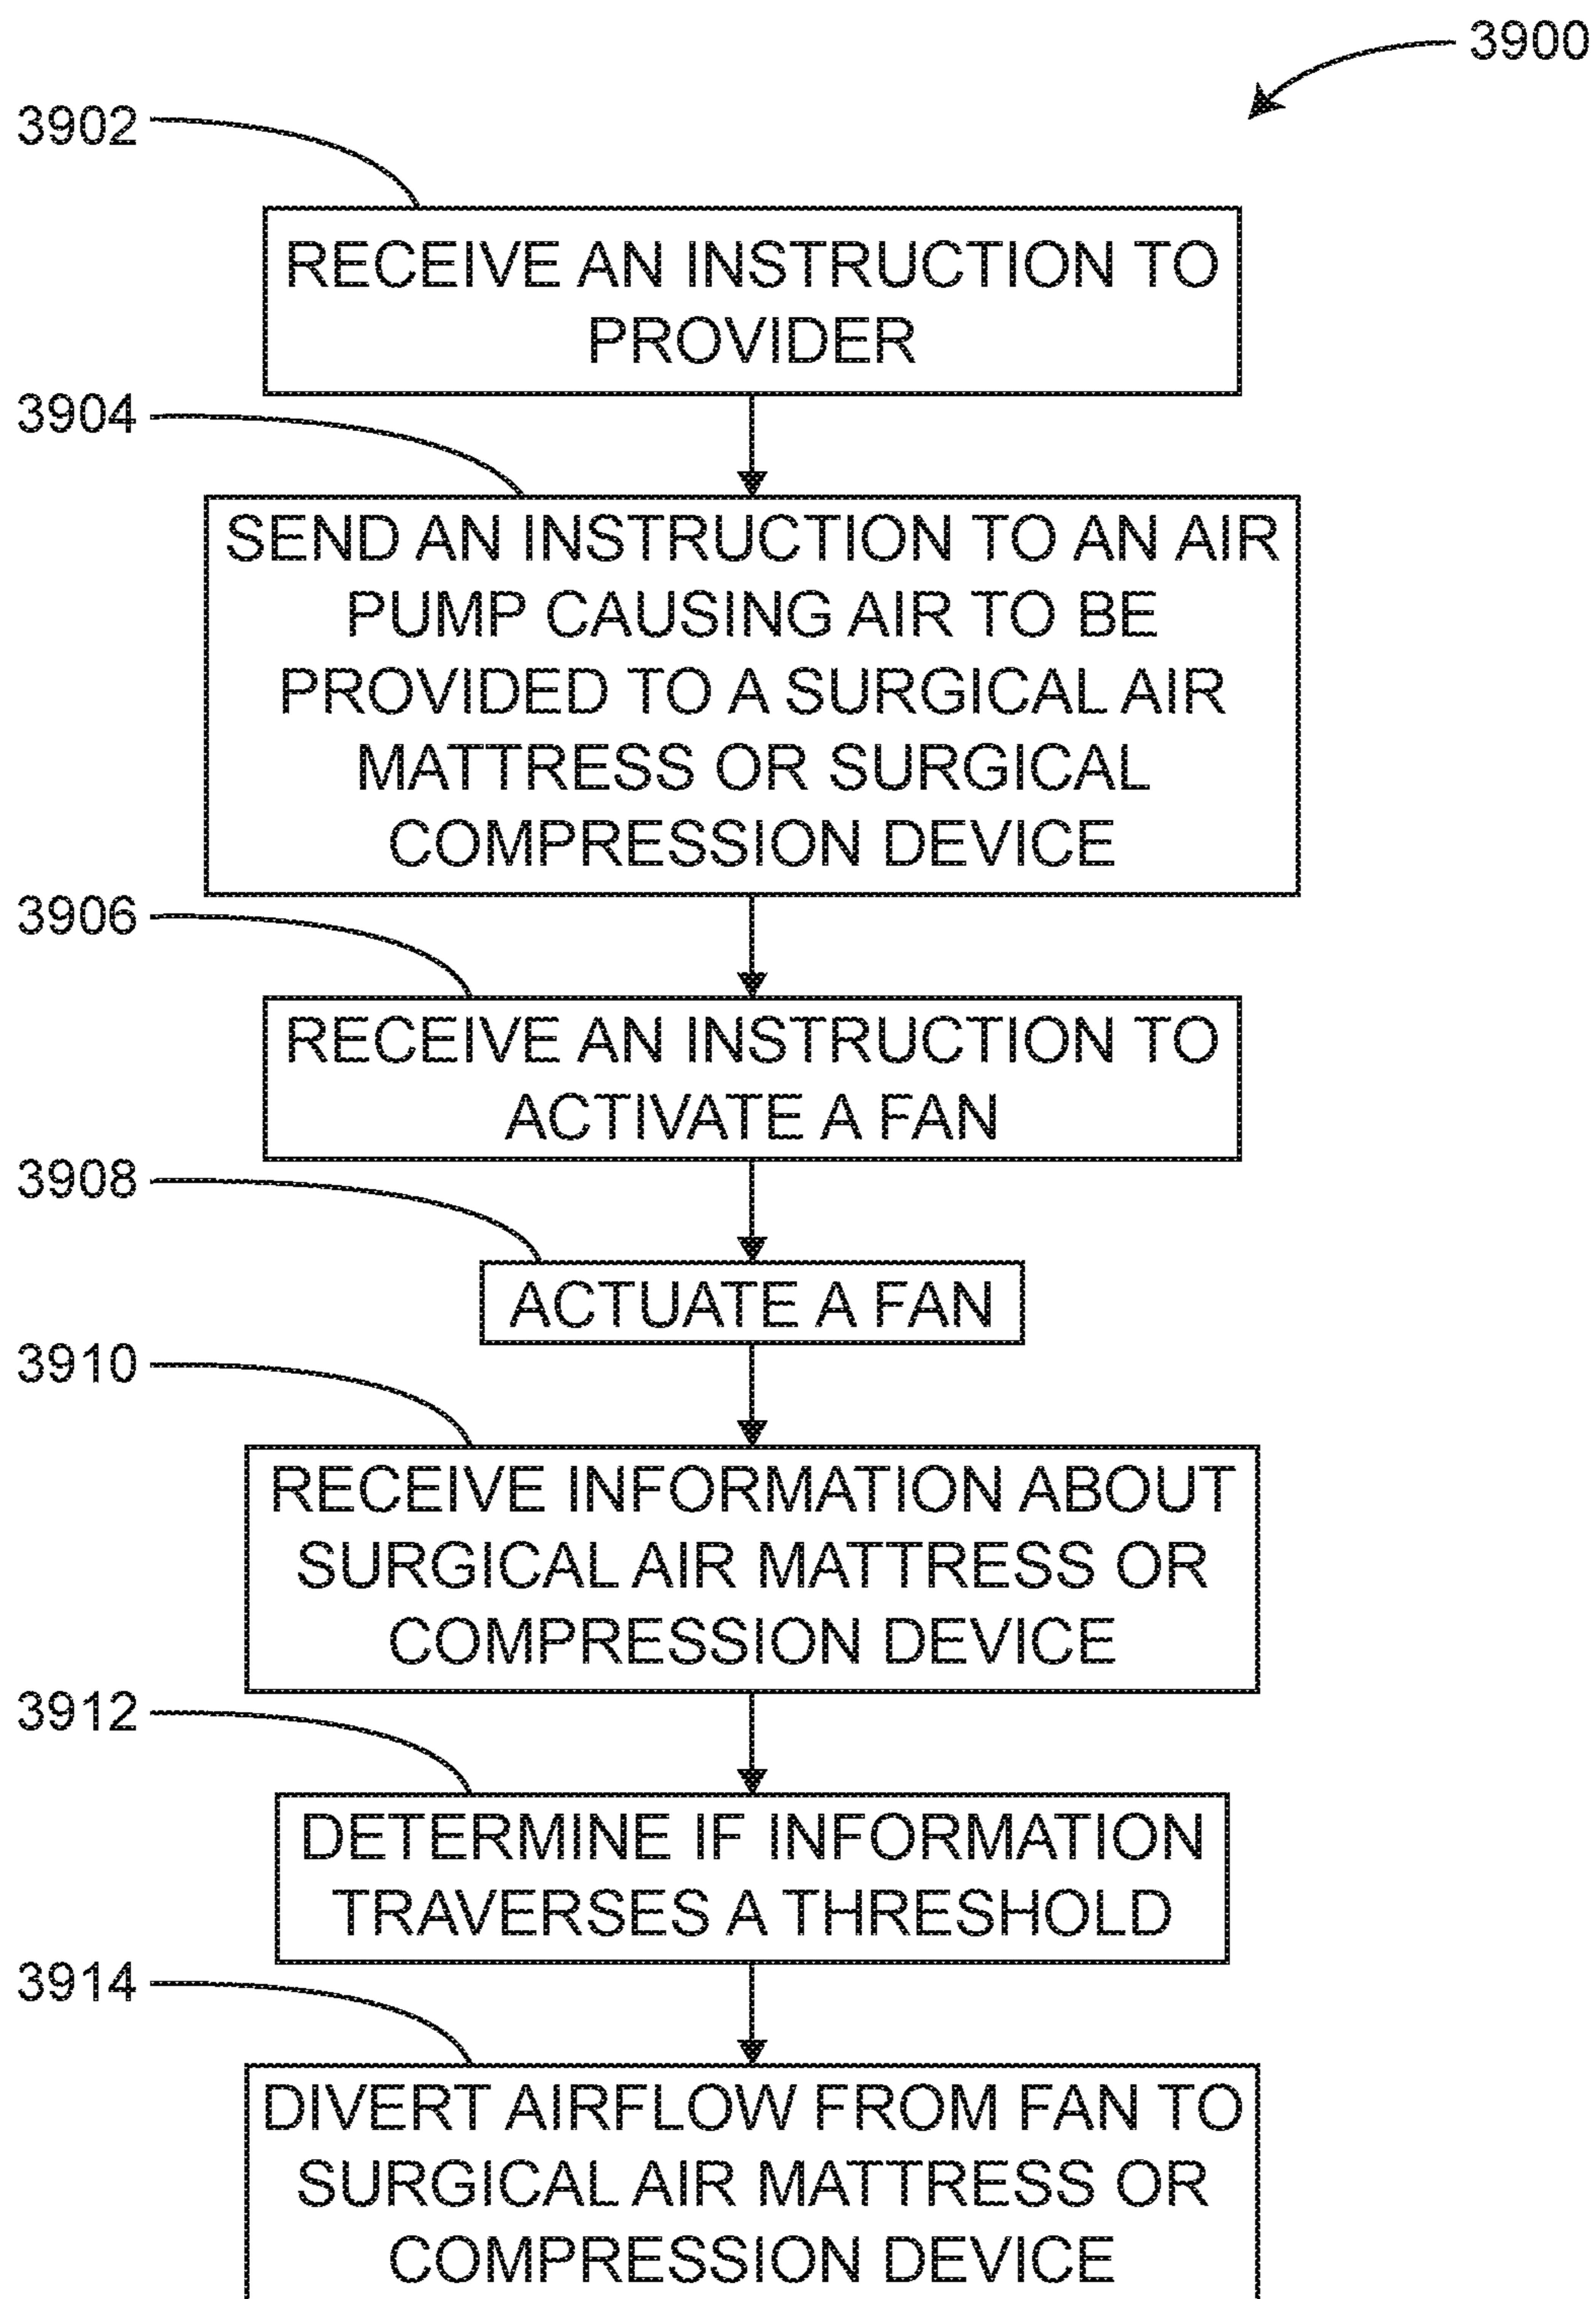 3900
3902
RECEIVE AN INSTRUCTION TO
PROVIDER
3904
SEND AN INSTRUCTION TO AN AIR
PUMP CAUSING AIR TO BE
PROVIDED TO A SURGICAL AIR
MATTRESS OR SURGICAL
COMPRESSION DEVICE
3906
RECEIVE AN INSTRUCTION TO
ACTIVATE A FAN
3908
ACTUATE A FAN
3910
RECEIVE INFORMATION ABOUT
SURGICAL AIR MATTRESS OR
COMPRESSION DEVICE
3912
DETERMINE IF INFORMATION
TRAVERSES A THRESHOLD
3914
DIVERT AIRFLOW FROM FAN TO
SURGICAL AIR MATTRESS OR
COMPRESSION DEVICE